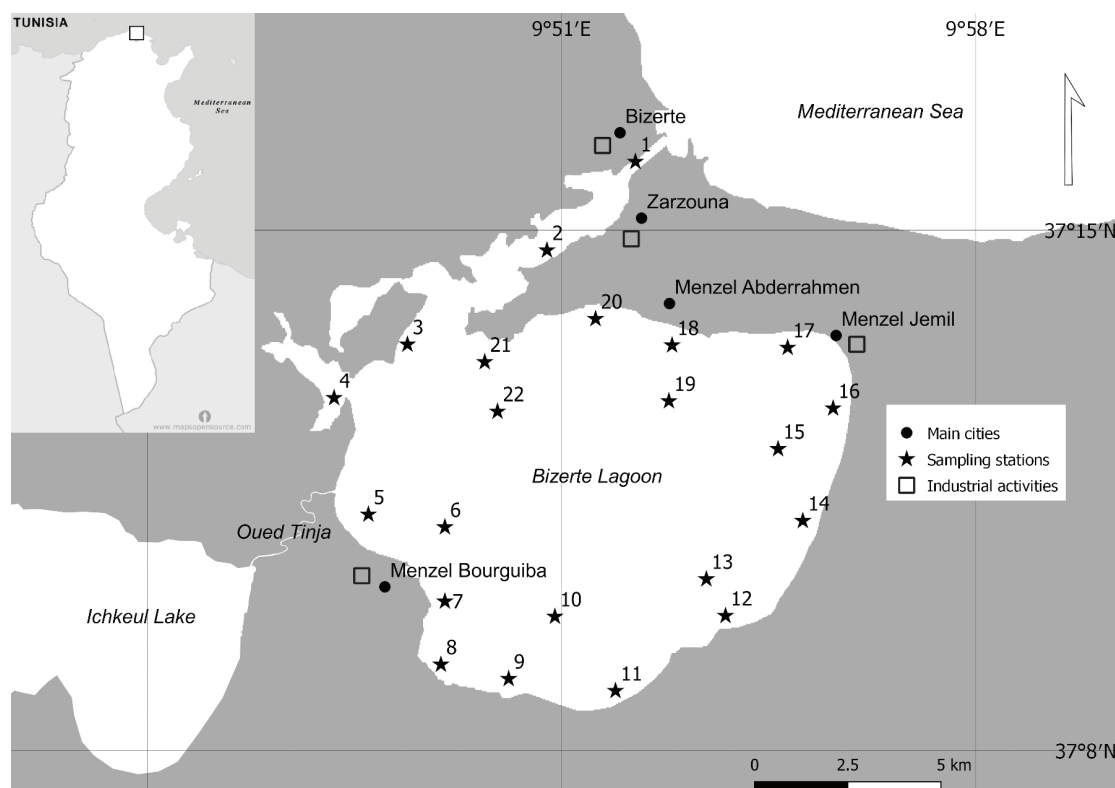 TUNISIA
Mediterranean
Sea
www.mapsopensource.com
9°51′E
9°58′E
Mediterranean Sea
Bizerte
1
Zarzouna
37°15′N
2
Menzel Abderrahmen
20
Menzel Jemil
3
18
17
21
4
22
19
16
15
Main cities
Sampling stations
Industrial activities
Bizerte Lagoon
5
6
14
Oued Tinja
Menzel Bourguiba
13
7
10
12
Ichkeul Lake
8
9
11
37°8′N
0
2.5
5 km